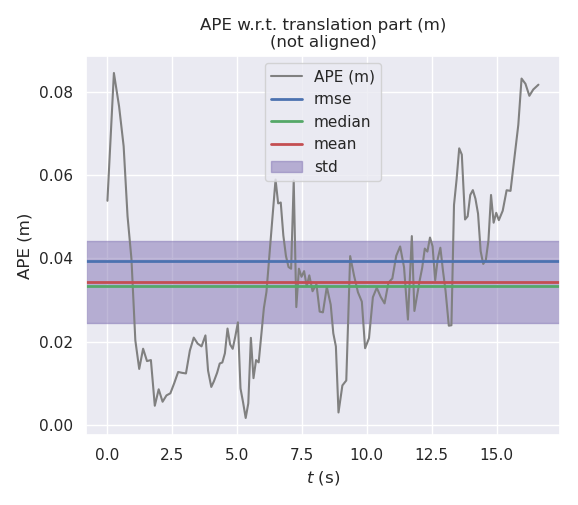 APE w.r.t. translation part (m)
(not aligned)
APE (m)
rmse
median
mean
std
APE (m)
0.08
0.06
0.04
0.02
0.00
0.0 2.5 5.0 7.5 10.0 12.5 15.0
t (s)